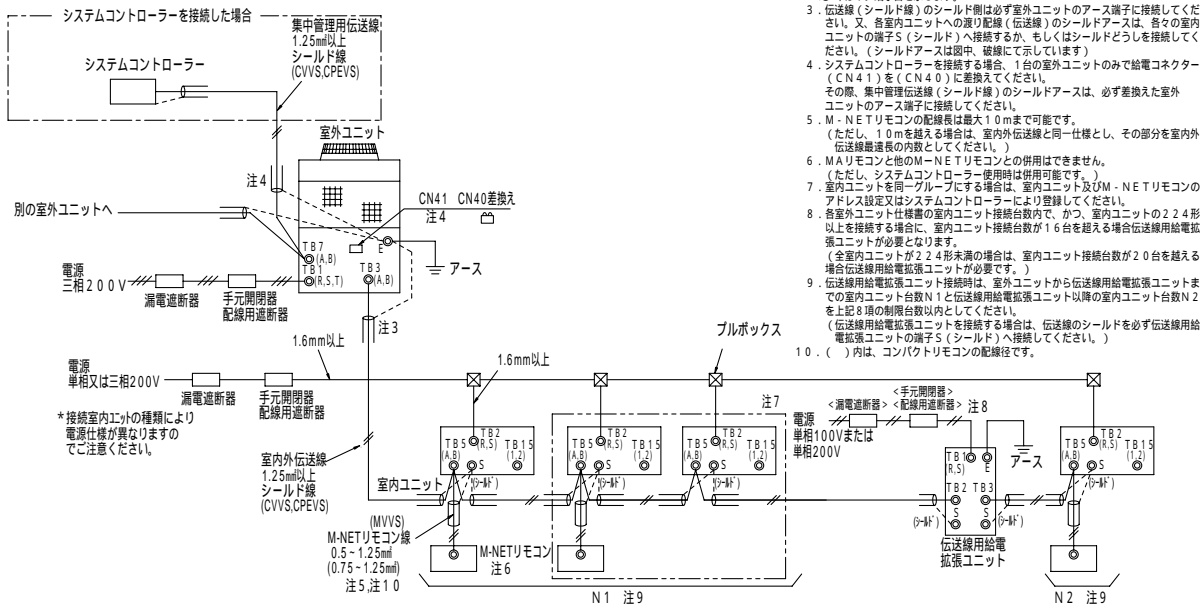 システムコントローラーを接続した場合
集中管理用伝送線
1.25㎟以上
シールド線
(CVVS,CPEVS)
システムコントローラー
室外ユニット
注4
CN41 CN40差換え
注4
別の室外ユニットへ
TB7
(A,B)
E
アース
電源
三相200V
漏電遮断器
手元開閉器
配線用遮断器
TB1
(R,S,T)
TB3
(A,B)
注3
1.6mm以上
プルボックス
電源
単相又は三相200V
漏電遮断器
手元開閉器
配線用遮断器
1.6mm以上
*接続室内ユニットの種類により
電源仕様が異なりますの
でご注意ください。
注7
室内外伝送線
1.25㎟以上
シールド線
(CVVS,CPEVS)
TB5
(A,B)
TB2
(R,S)
TB15
(1,2)
S
(シールド)
TB5
(A,B)
TB2
(R,S)
TB15
(1,2)
S
(シールド)
TB5
(A,B)
TB2
(R,S)
TB15
(1,2)
S
(シールド)
室内ユニット
電源
単相100Vまたは
単相200V
<漏電遮断器>
<手元開閉器>
<配線用遮断器>
注8
アース
TB1
(R,S)
E
TB2
TB3
S
S
(シールド)
(シールド)
伝送線用給電
拡張ユニット
TB5
(A,B)
TB2
(R,S)
TB15
(1,2)
S
(シールド)
(MVVS)
M-NETリモコン線
0.5~1.25㎟
(0.75~1.25㎟)
注5,注10
M-NETリモコン
注6
N1 注9
N2 注9
3.伝送線(シールド線)のシールド側は必ず室外ユニットのアース端子に接続してくだ
さい。又、各室内ユニットへの渡り配線(伝送線)のシールドアースは、各々の室内
ユニットの端子S(シールド)へ接続するか、もしくはシールドどうしを接続してく
ださい。(シールドアースは図中、破線にて示しています)
4.システムコントローラーを接続する場合、1台の室外ユニットのみで給電コネクター
(CN41)を(CN40)に差換えてください。
その際、集中管理伝送線(シールド線)のシールドアースは、必ず差換えた室外
ユニットのアース端子に接続してください。
5.M-NETリモコンの配線長は最大10mまで可能です。
(ただし、10mを越える場合は、室内外伝送線と同一仕様とし、その部分を室内外
伝送線最遠長の内数としてください。)
6.MAリモコンと他のM-NETリモコンとの併用はできません。
(ただし、システムコントローラー使用時は併用可能です。)
7.室内ユニットを同一グループにする場合は、室内ユニット及びM-NETリモコンの
アドレス設定又はシステムコントローラーにより登録してください。
8.各室外ユニット仕様書の室内ユニット接続台数内で、かつ、室内ユニットの224形
以上を接続する場合に、室内ユニット接続台数が16台を超える場合伝送線用給電拡
張ユニットが必要となります。
(全室内ユニットが224形未満の場合は、室内ユニット接続台数が20台を越える
場合伝送線用給電拡張ユニットが必要です。)
9.伝送線用給電拡張ユニット接続時は、室外ユニットから伝送線用給電拡張ユニットま
での室内ユニット台数N1と伝送線用給電拡張ユニット以降の室内ユニット台数N2
を上記8項の制限台数以内としてください。
(伝送線用給電拡張ユニットを接続する場合は、伝送線のシールドを必ず伝送線用給
電拡張ユニットの端子S(シールド)へ接続してください。)
10.( )内は、コンパクトリモコンの配線径です。